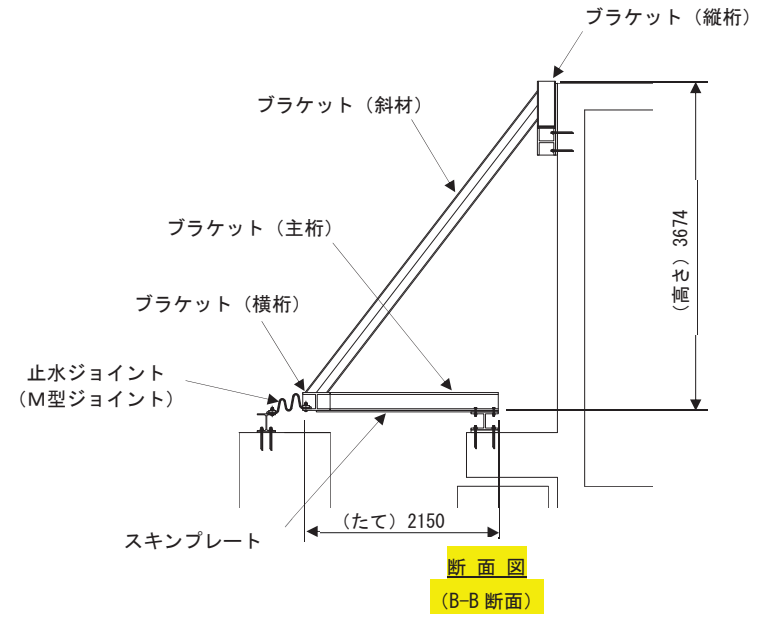 ブラケット（縦桁）
ブラケット（斜材）
ブラケット（主桁）
（高さ）3674
ブラケット（横桁）
止水ジョイント
（M型ジョイント）
（たて）2150
スキンプレート
断 面 図
（B-B 断面）